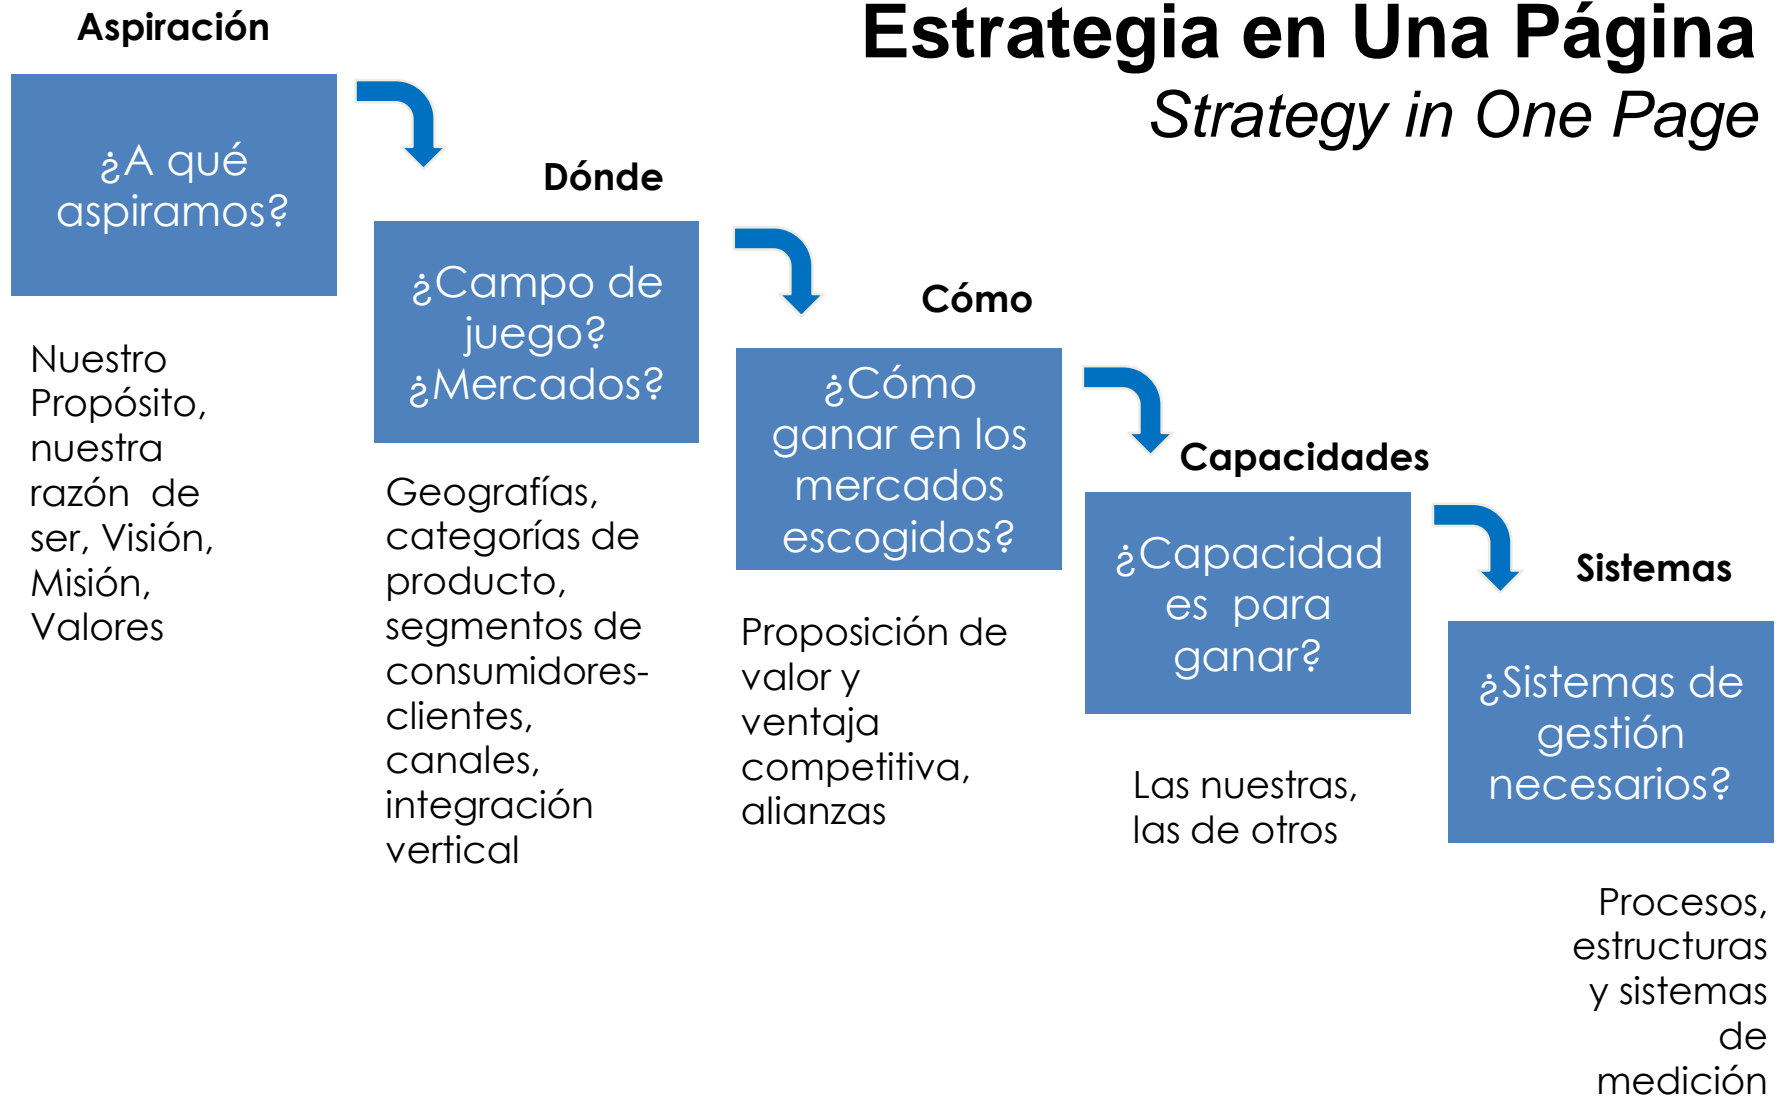 Estrategia en Una Página
Strategy in One Page
Aspiración
¿A qué
aspiramos?
Nuestro
Propósito,
nuestra
razón  de
ser, Visión,
Misión,
Valores
Dónde
¿Campo de
juego?
¿Mercados?
Geografías,
categorías de
producto,
segmentos de
consumidores-
clientes,
canales,
integración
vertical
Cómo
¿Cómo
ganar en los
mercados
escogidos?
Proposición de
valor y
ventaja
competitiva,
alianzas
Capacidades
¿Capacidad
es  para
ganar?
Las nuestras,
las de otros
Sistemas
¿Sistemas de
gestión
necesarios?
Procesos,
estructuras
y sistemas
de
medición